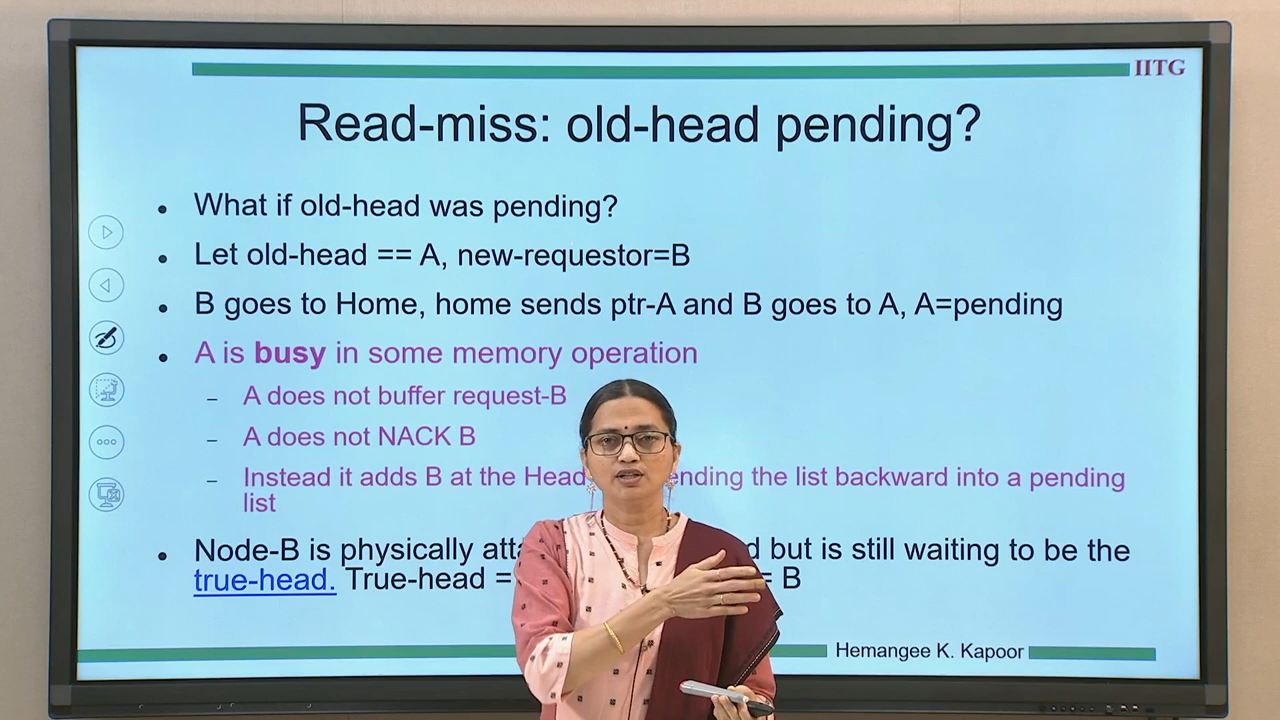 IITG
Read-miss: old-head pending?
• What if old-head was pending?
• Let old-head == A, new-requestor=B
• B goes to Home, home sends ptr-A and B goes to A, A=pending
• A is busy in some memory operation
– A does not buffer request-B
– A does not NACK B
– Instead it adds B at the Head the list backward into a pending
list
• Node-B is physically but is still waiting to be the
true-head. True-head = = B
Hemangee K. Kapoor